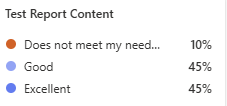 Test Report Content
Does not meet my need... 10%
Good 45%
Excellent 45%